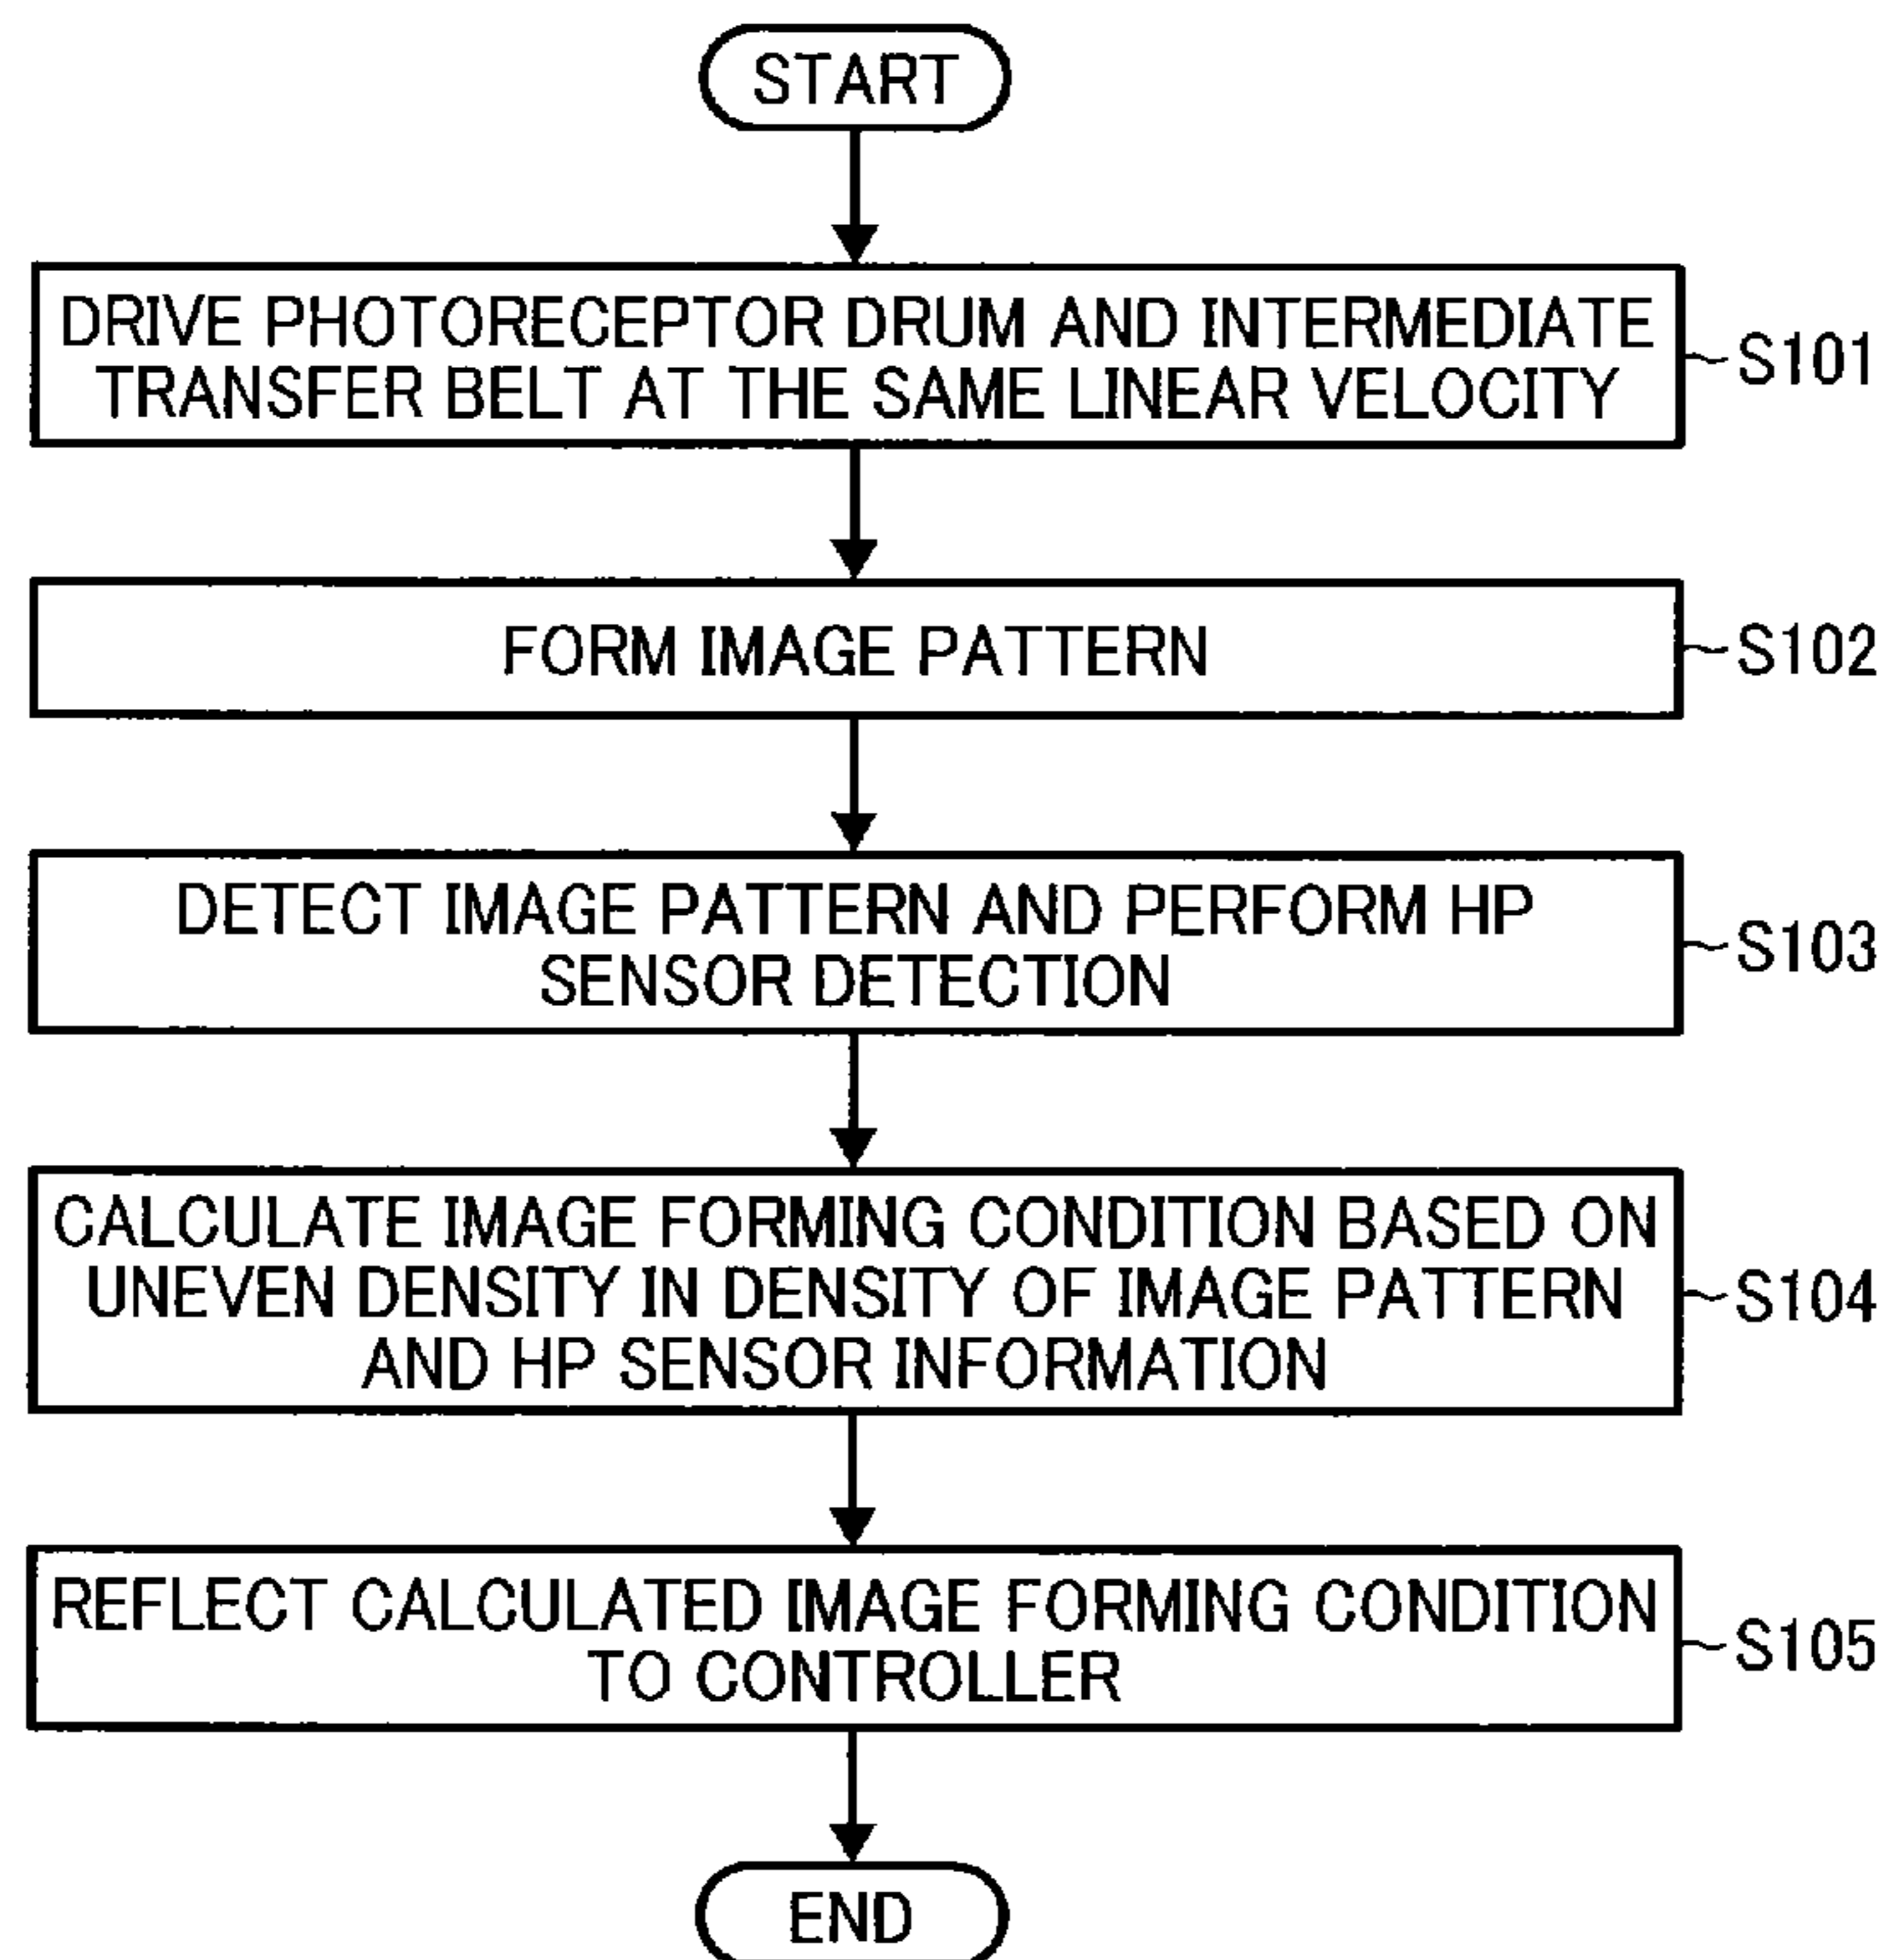 START
DRIVE PHOTORECEPTOR DRUM AND INTERMEDIATE
TRANSFER BELT AT THE SAME LINEAR VELOCITY
S101
FORM IMAGE PATTERN
S102
DETECT IMAGE PATTERN AND PERFORM HP
SENSOR DETECTION
S103
CALCULATE IMAGE FORMING CONDITION BASED ON
UNEVEN DENSITY IN DENSITY OF IMAGE PATTERN
AND HP SENSOR INFORMATION
S104
REFLECT CALCULATED IMAGE FORMING CONDITION
TO CONTROLLER
S105
END